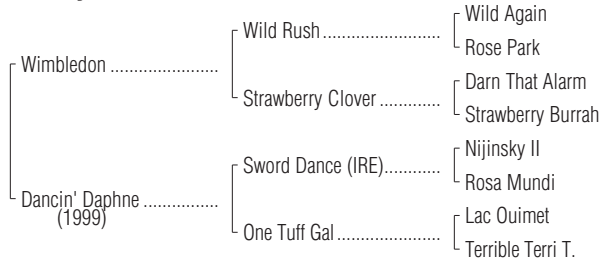 Wild Again
Wild Rush
Rose Park
Wimbledon
Darn That Alarm
Strawberry Clover
Strawberry Burrah
Nijinsky II
Sword Dance (IRE)
Rosa Mundi
Dancin' Daphne
(1999)
Lac Ouimet
One Tuff Gal
Terrible Terri T.